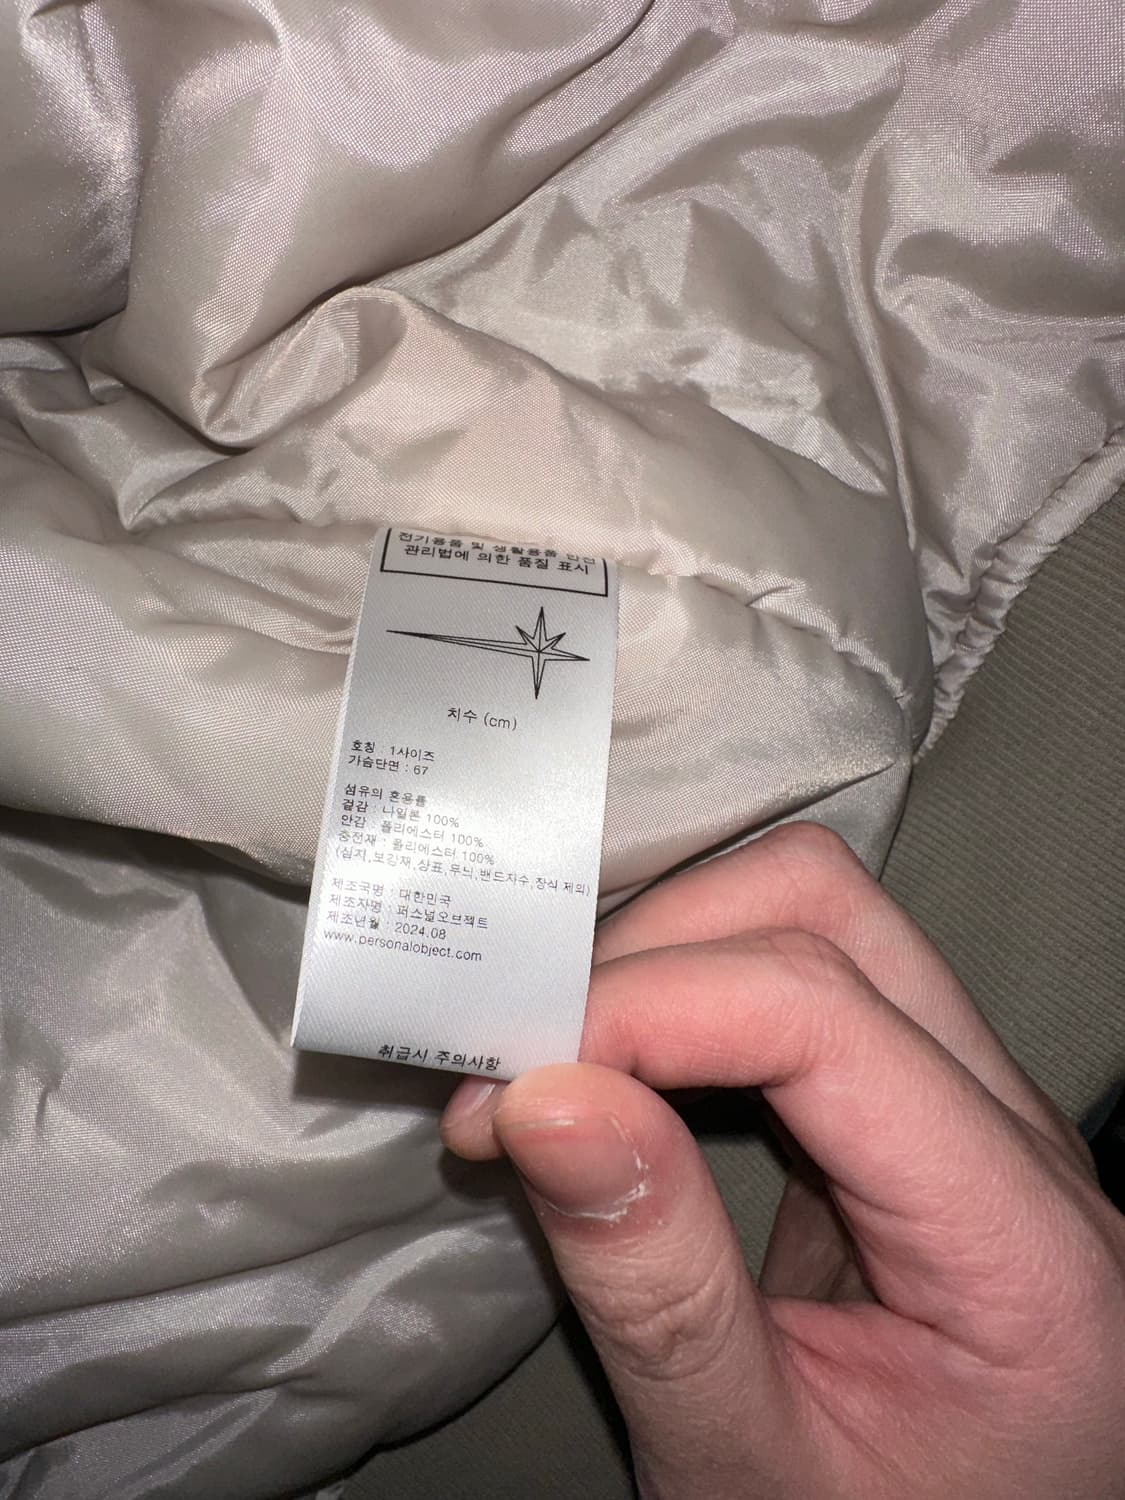 전기용품 및 생활용품 안전
관리법에 의한 품질 표시
치수 (cm)
호칭 : 1사이즈
가슴단면 : 67
섬유의 혼용률
겉감 : 나일론 100%
안감 : 폴리에스터 100%
충전재 : 폴리에스터 100%
(심지,보강재,상표,무늬,밴드자수,장식 제외)
제조국명 : 대한민국
제조자명 : 퍼스널오브젝트
제조년월 : 2024.08
www.personalobject.com
취급시 주의사항